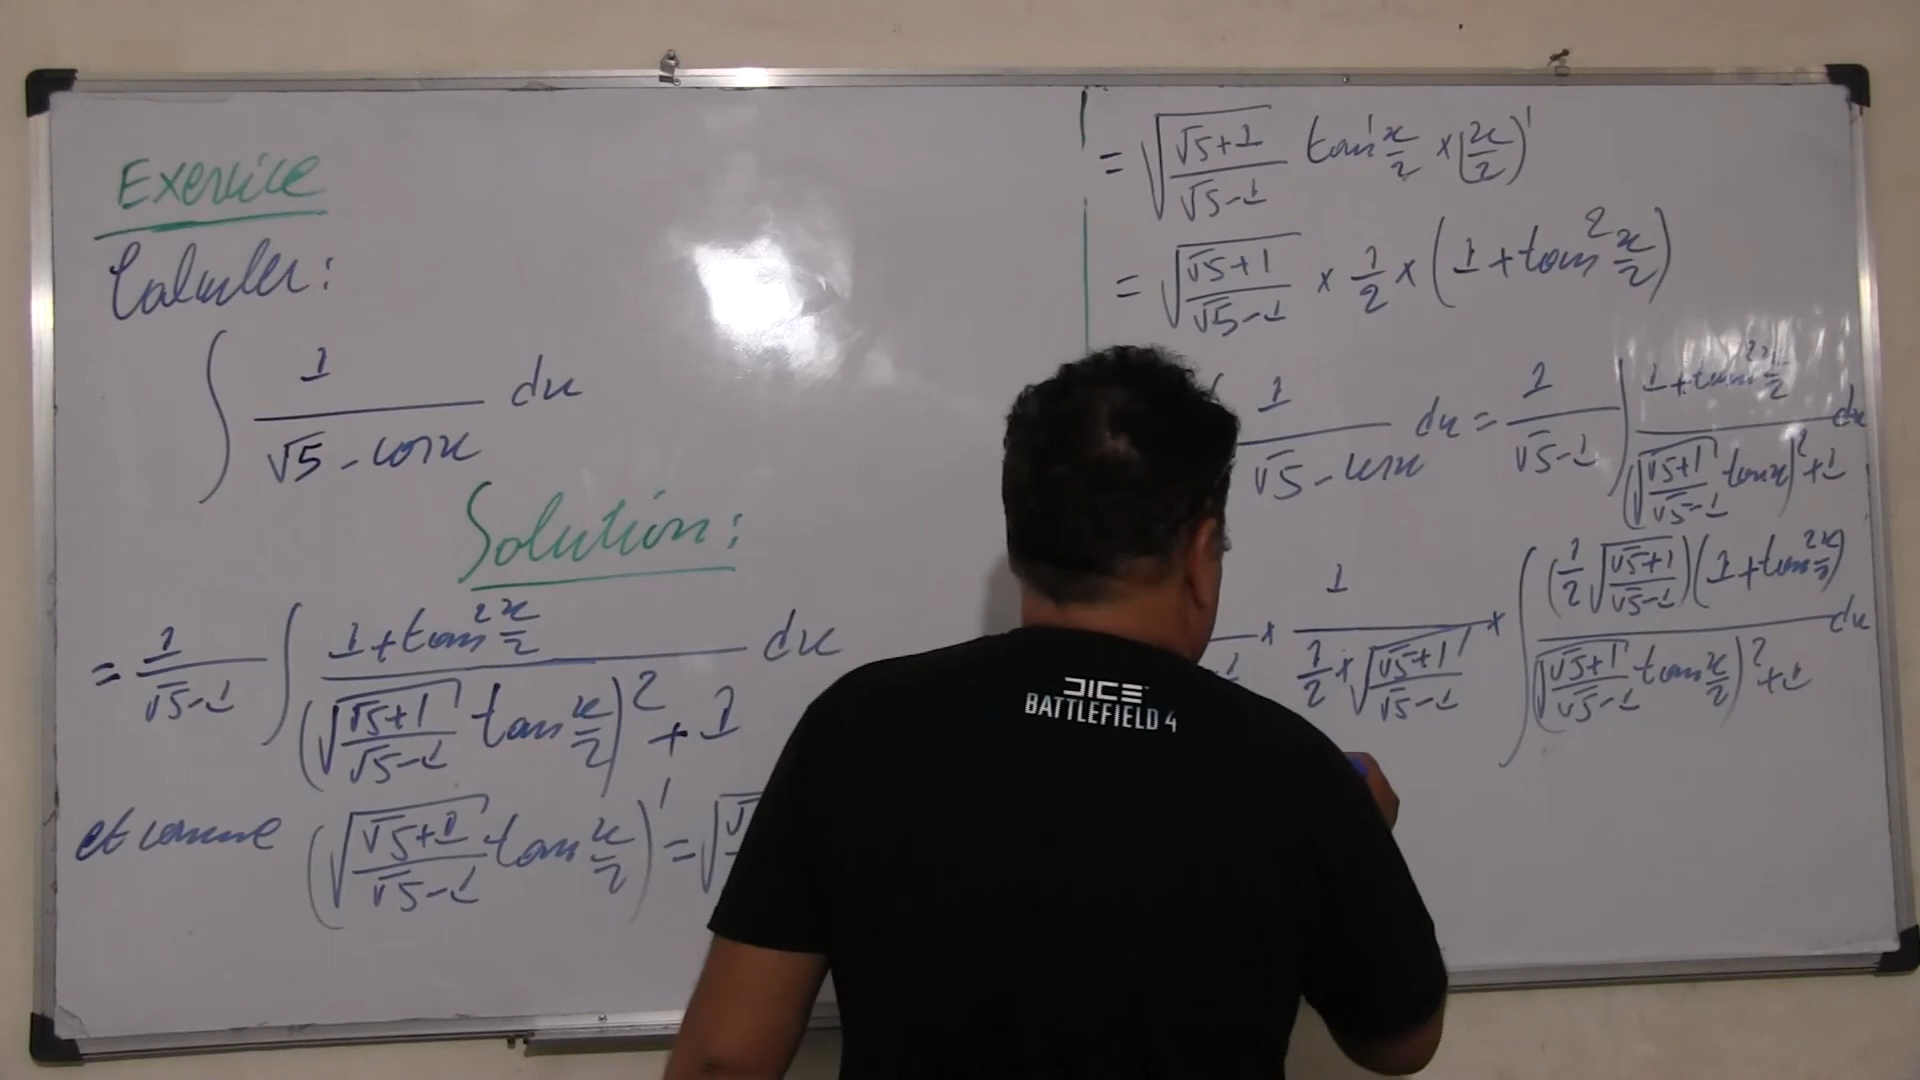 Exercice
Calculer:
∫ 1/(√5 - cos x) dx
Solution:
= 1/(√5-1) ∫ (1+tan² x/2)/((√((√5+1)/(√5-1)) tan x/2)² + 1) dx
et comme (√((√5+1)/(√5-1)) tan x/2)' = √
= √((√5+1)/(√5-1)) tan' x/2 × (x/2)'
= √((√5+1)/(√5-1)) × 1/2 × (1+tan² x/2)
1/(√5 - cos x) dx = 1/(√5-1) ∫ (1+tan² x/2)/((√((√5+1)/(√5-1)) tan x)² + 1) dx
× 1/(1/2 × √((√5+1)/(√5-1))) × ∫ ((1/2 √((√5+1)/(√5-1)))(1+tan² x/2))/((√((√5+1)/(√5-1)) tan x/2)² + 1) dx
DICE
BATTLEFIELD 4